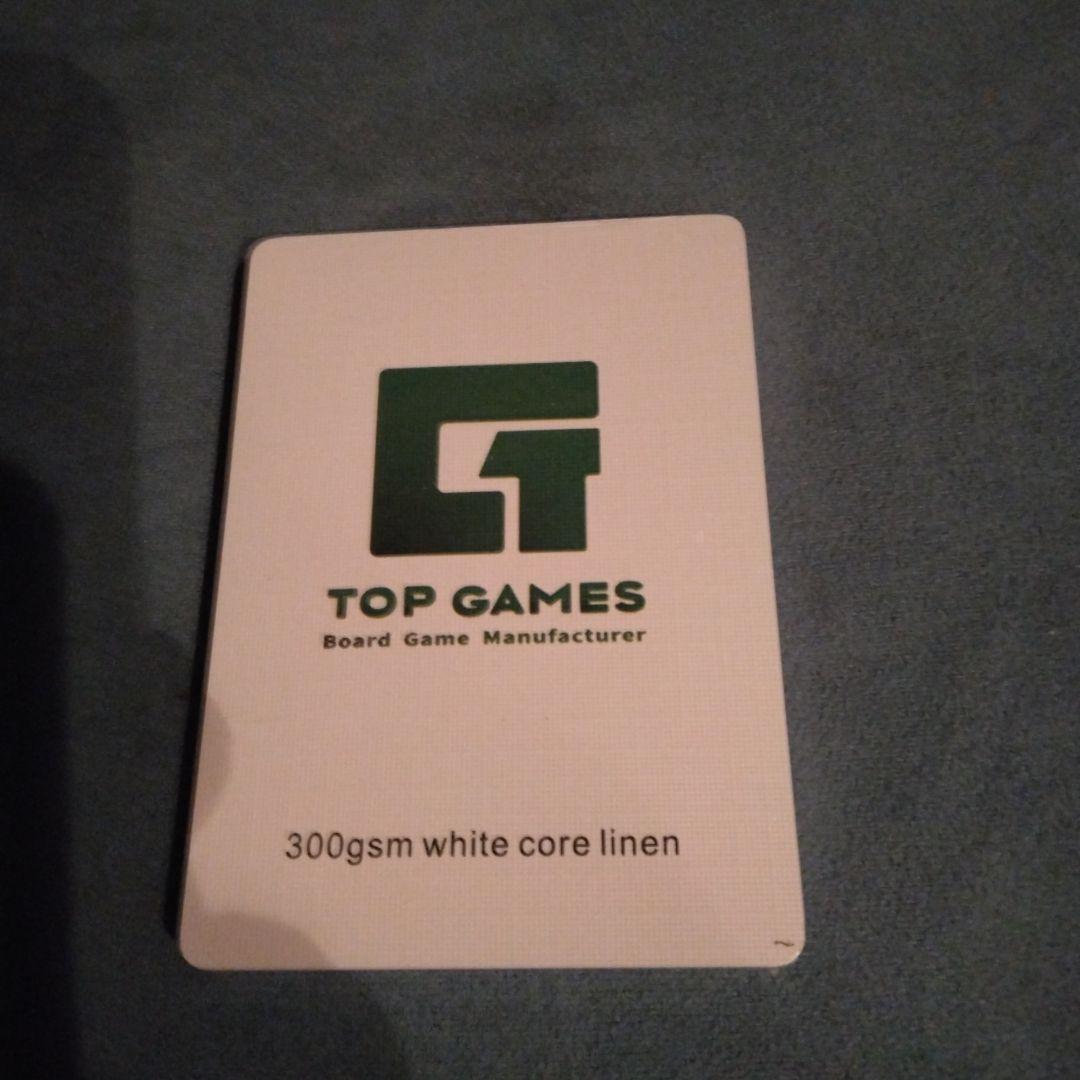 TOP GAMES
Board Game Manufacturer
300gsm white core linen